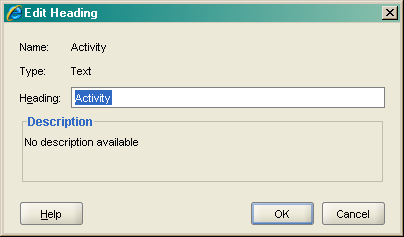 Edit Heading
Name: Activity
Type: Text
Heading: Activity
Description
No description available
Help OK Cancel